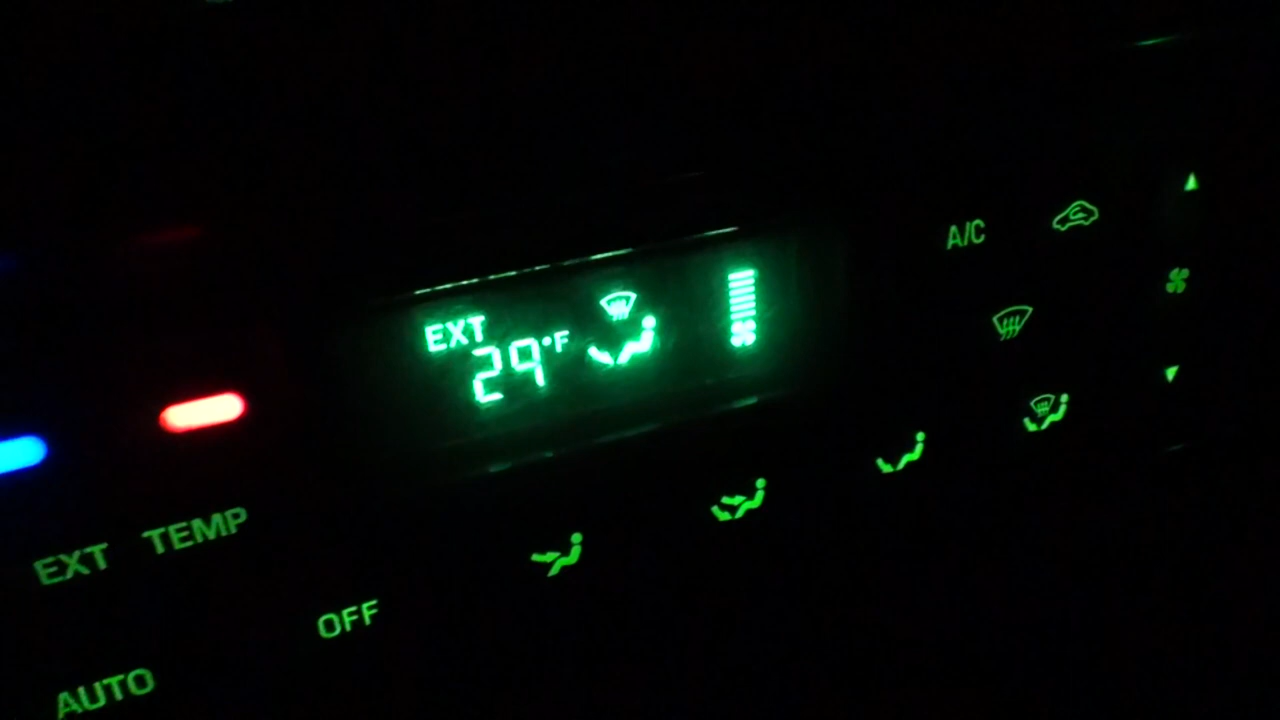 EXT
29°F
A/C
EXT TEMP
OFF
AUTO